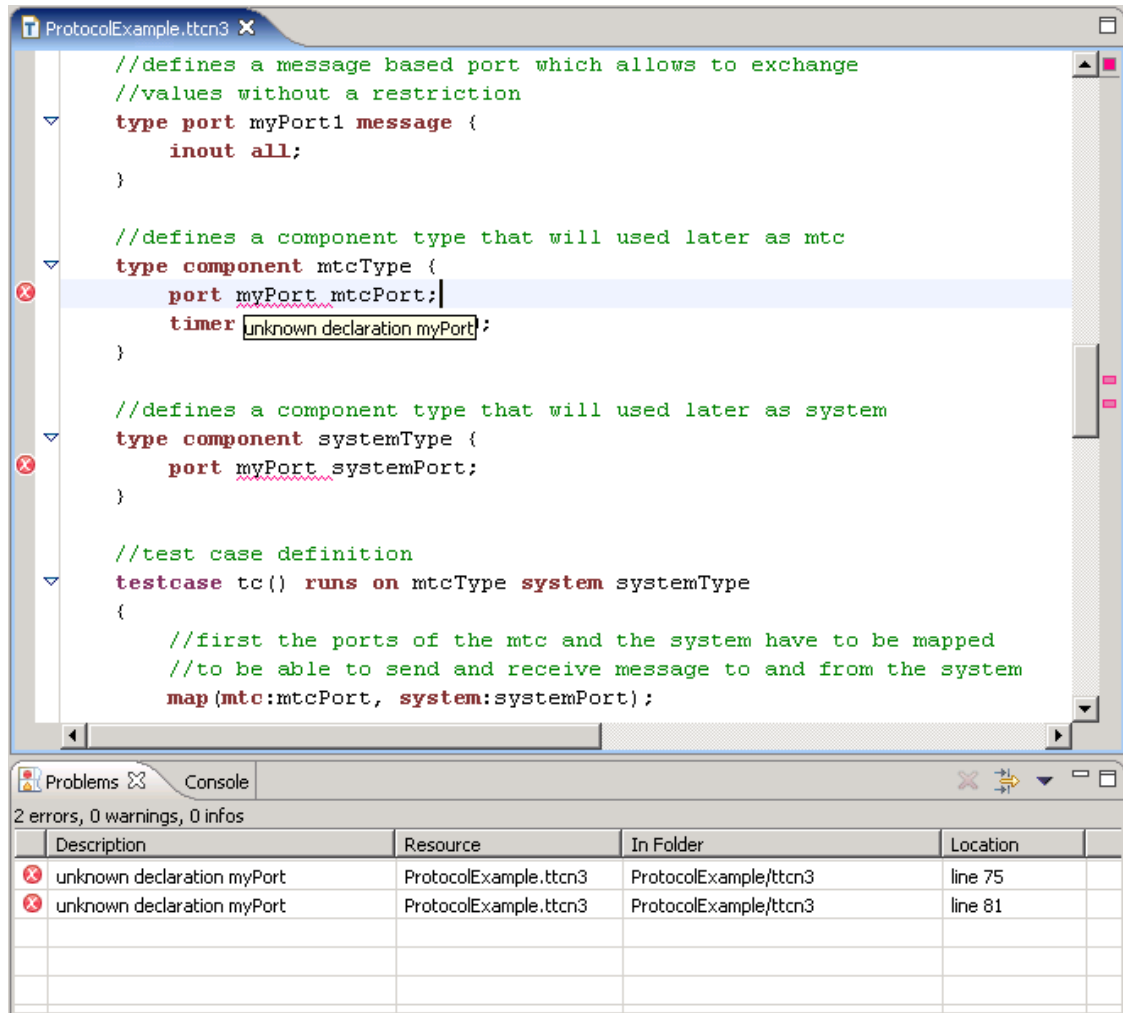 ProtocolExample.ttcn3
//defines a message based port which allows to exchange
//values without a restriction
type port myPort1 message {
inout all;
}
//defines a component type that will used later as mtc
type component mtcType {
port myPort mtcPort;
timer unknown declaration myPort ;
}
//defines a component type that will used later as system
type component systemType {
port myPort systemPort;
}
//test case definition
testcase tc() runs on mtcType system systemType
{
//first the ports of the mtc and the system have to be mapped
//to be able to send and receive message to and from the system
map(mtc:mtcPort, system:systemPort);
Problems Console
2 errors, 0 warnings, 0 infos
Description Resource In Folder Location
unknown declaration myPort ProtocolExample.ttcn3 ProtocolExample/ttcn3 line 75
unknown declaration myPort ProtocolExample.ttcn3 ProtocolExample/ttcn3 line 81